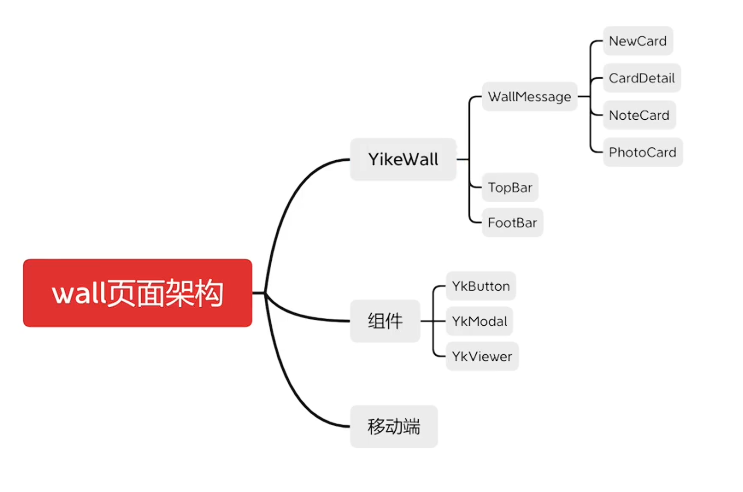 wall页面架构
YikeWall
WallMessage
NewCard
CardDetail
NoteCard
PhotoCard
TopBar
FootBar
组件
YkButton
YkModal
YkViewer
移动端